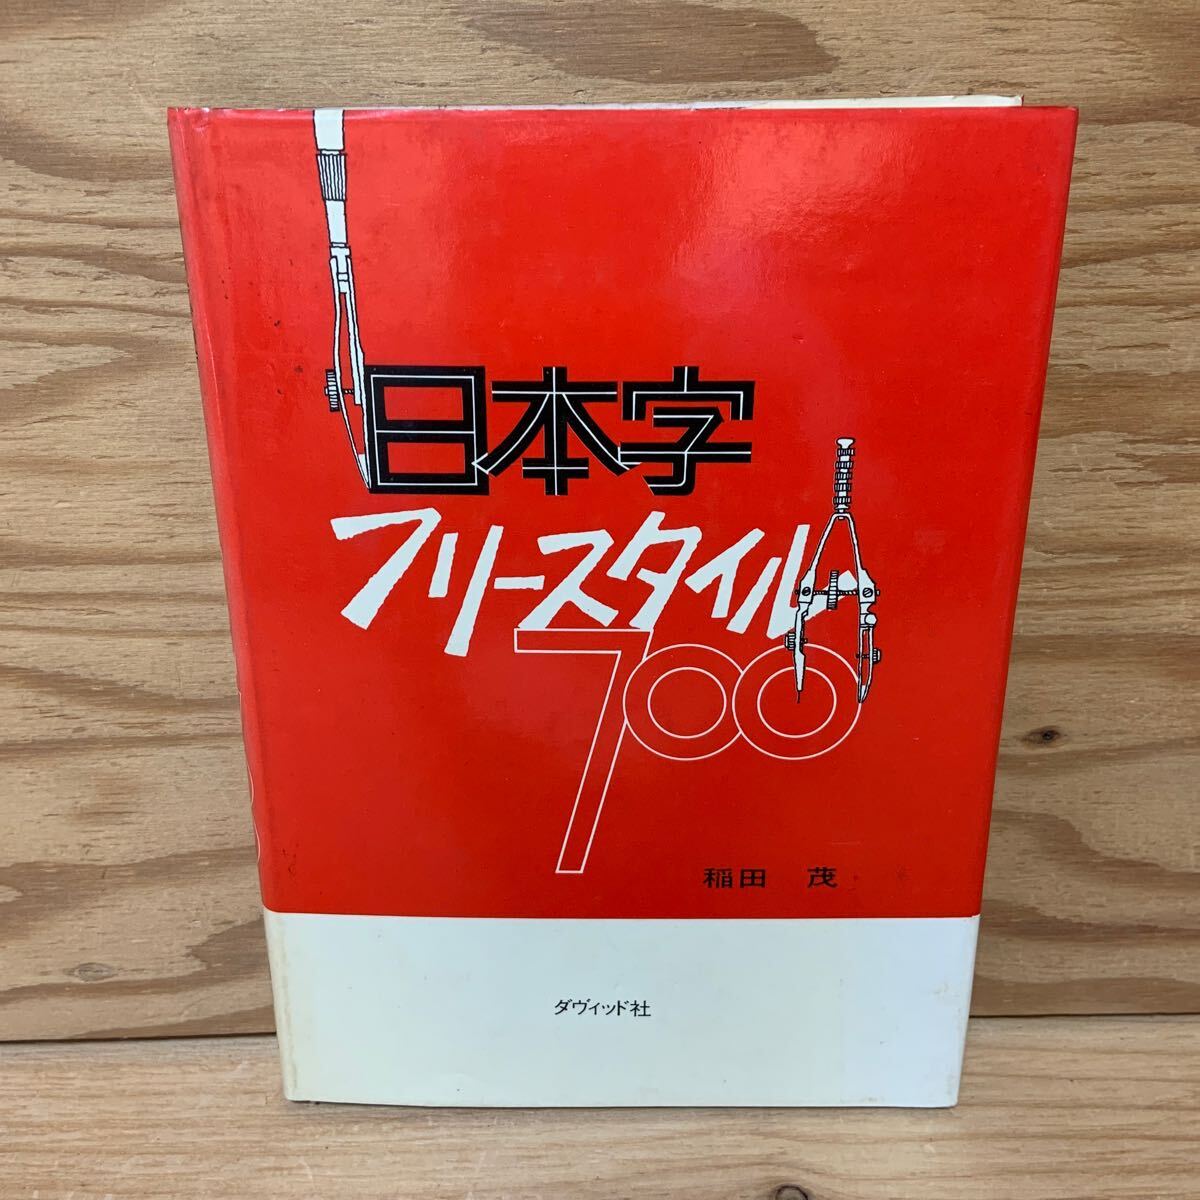 日本字
フリースタイル
700
稲田 茂
ダヴィッド社